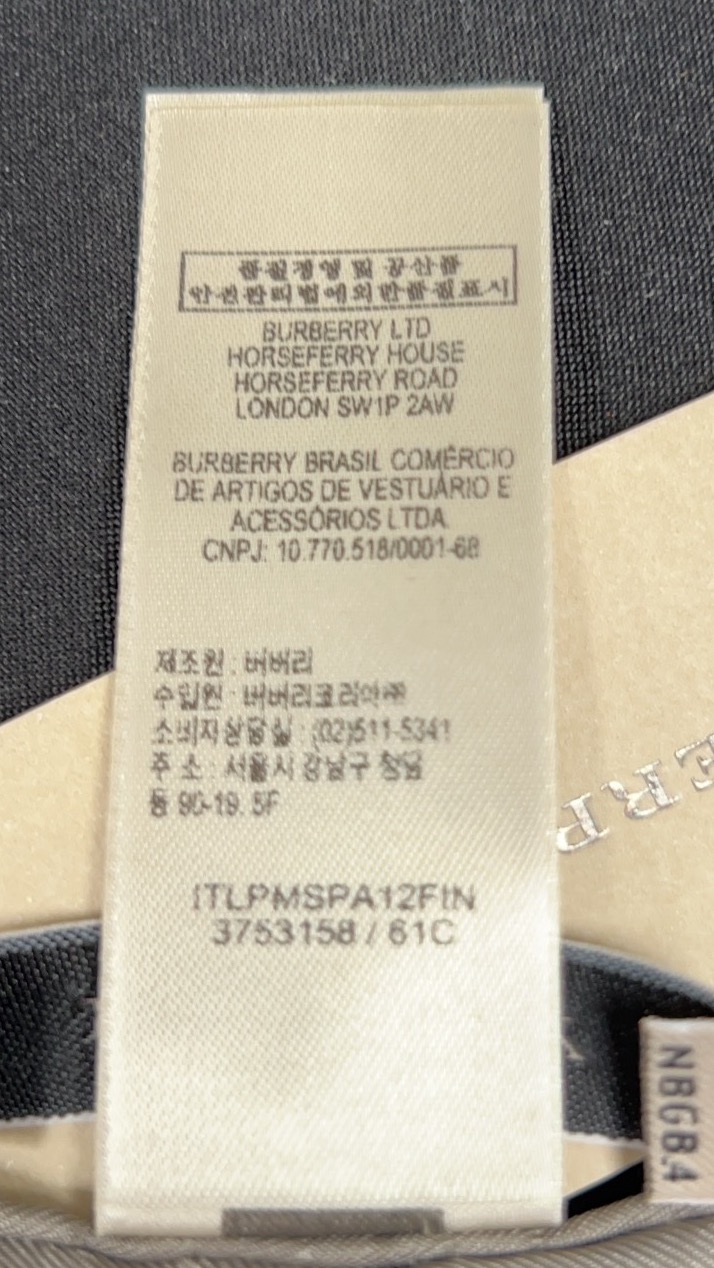 품질경영 및 공산품
안전관리법에의한품질표시
BURBERRY LTD
HORSEFERRY HOUSE
HORSEFERRY ROAD
LONDON SW1P 2AW
BURBERRY BRASIL COMÉRCIO
DE ARTIGOS DE VESTUÁRIO E
ACESSÓRIOS LTDA
CNPJ: 10.770.518/0001-68
제조원 : 버버리
수입원 : 버버리코리아㈜
소비자상담실 : (02)511-5341
주 소 : 서울시 강남구 청담
동 90-19. 5F
ITLPMSPA12FIN
3753158 / 61C
NBGB.4